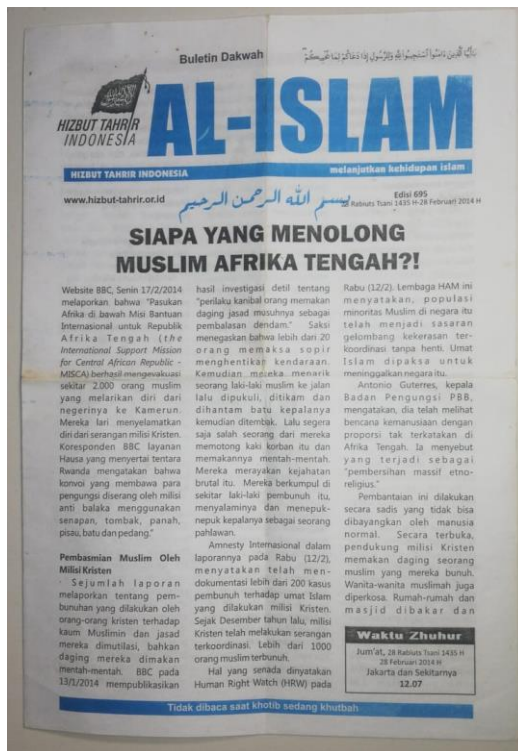 Buletin Dakwah
يَٰٓأَيُّهَا ٱلَّذِينَ ءَامَنُوا۟ ٱسْتَجِيبُوا۟ لِلَّهِ وَلِلرَّسُولِ إِذَا دَعَاكُمْ لِمَا يُحْيِيكُمْ
HIZBUT TAHRIR
INDONESIA
AL-ISLAM
HIZBUT TAHRIR INDONESIA
melanjutkan kehidupan islam
www.hizbut-tahrir.or.id
بسم الله الرحمن الرحيم
Edisi 695
28 Rabiuts Tsani 1435 H-28 Februari 2014 H
SIAPA YANG MENOLONG
MUSLIM AFRIKA TENGAH?!
Website BBC, Senin 17/2/2014
melaporkan bahwa “Pasukan
Afrika di bawah Misi Bantuan
Internasional untuk Republik
Afrika Tengah (the
International Support Mission
for Central African Republic -
MISCA) berhasil mengevakuasi
sekitar 2.000 orang muslim
yang melarikan diri dari
negerinya ke Kamerun.
Mereka lari menyelamatkan
diri dari serangan milisi Kristen.
Koresponden BBC layanan
Hausa yang menyertai tentara
Rwanda mengatakan bahwa
konvoi yang membawa para
pengungsi diserang oleh milisi
anti balaka menggunakan
senapan, tombak, panah,
pisau, batu dan pedang.”
Pembasmian Muslim Oleh
Milisi Kristen
Sejumlah laporan
melaporkan tentang pem-
bunuhan yang dilakukan oleh
orang-orang kristen terhadap
kaum Muslimin dan jasad
mereka dimutilasi, bahkan
daging mereka dimakan
mentah-mentah. BBC pada
13/1/2014 mempublikasikan
hasil investigasi detil tentang
“perilaku kanibal orang memakan
daging jasad musuhnya sebagai
pembalasan dendam.” Saksi
menegaskan bahwa lebih dari 20
orang memaksa sopir
menghentikan kendaraan.
Kemudian mereka menarik
seorang laki-laki muslim ke jalan
lalu dipukuli, ditikam dan
dihantam batu kepalanya
kemudian ditembak. Lalu segera
saja salah seorang dari mereka
memotong kaki korban itu dan
memakannya mentah-mentah.
Mereka merayakan kejahatan
brutal itu. Mereka berkumpul di
sekitar laki-laki pembunuh itu,
menyalaminya dan menepuk-
nepuk kepalanya sebagai seorang
pahlawan.
Amnesty Internasional dalam
laporannya pada Rabu (12/2),
menyatakan telah men-
dokumentasi lebih dari 200 kasus
pembunuh terhadap umat Islam
yang dilakukan milisi Kristen.
Sejak Desember tahun lalu, milisi
Kristen telah melakukan serangan
terkoordinasi. Lebih dari 1000
orang muslim terbunuh.
Hal yang senada dinyatakan
Human Right Watch (HRW) pada
Rabu (12/2). Lembaga HAM ini
menyatakan, populasi
minoritas Muslim di negara itu
telah menjadi sasaran
gelombang kekerasan ter-
koordinasi tanpa henti. Umat
Islam dipaksa untuk
meninggalkan negara itu.
Antonio Guterres, kepala
Badan Pengungsi PBB,
mengatakan, dia telah melihat
bencana kemanusiaan dengan
proporsi tak terkatakan di
Afrika Tengah. Ia menyebut
yang terjadi sebagai
“pembersihan massif etno-
religius.”
Pembantaian ini dilakukan
secara sadis yang tidak bisa
dibayangkan oleh manusia
normal. Secara terbuka,
pendukung milisi Kristen
memakan daging seorang
muslim yang mereka bunuh.
Wanita-wanita muslimah juga
diperkosa. Rumah-rumah dan
masjid dibakar dan
Waktu Zhuhur
Jum'at, 28 Rabiuts Tsani 1435 H
28 Februari 2014 H
Jakarta dan Sekitarnya
12.07
Tidak dibaca saat khotib sedang khutbah